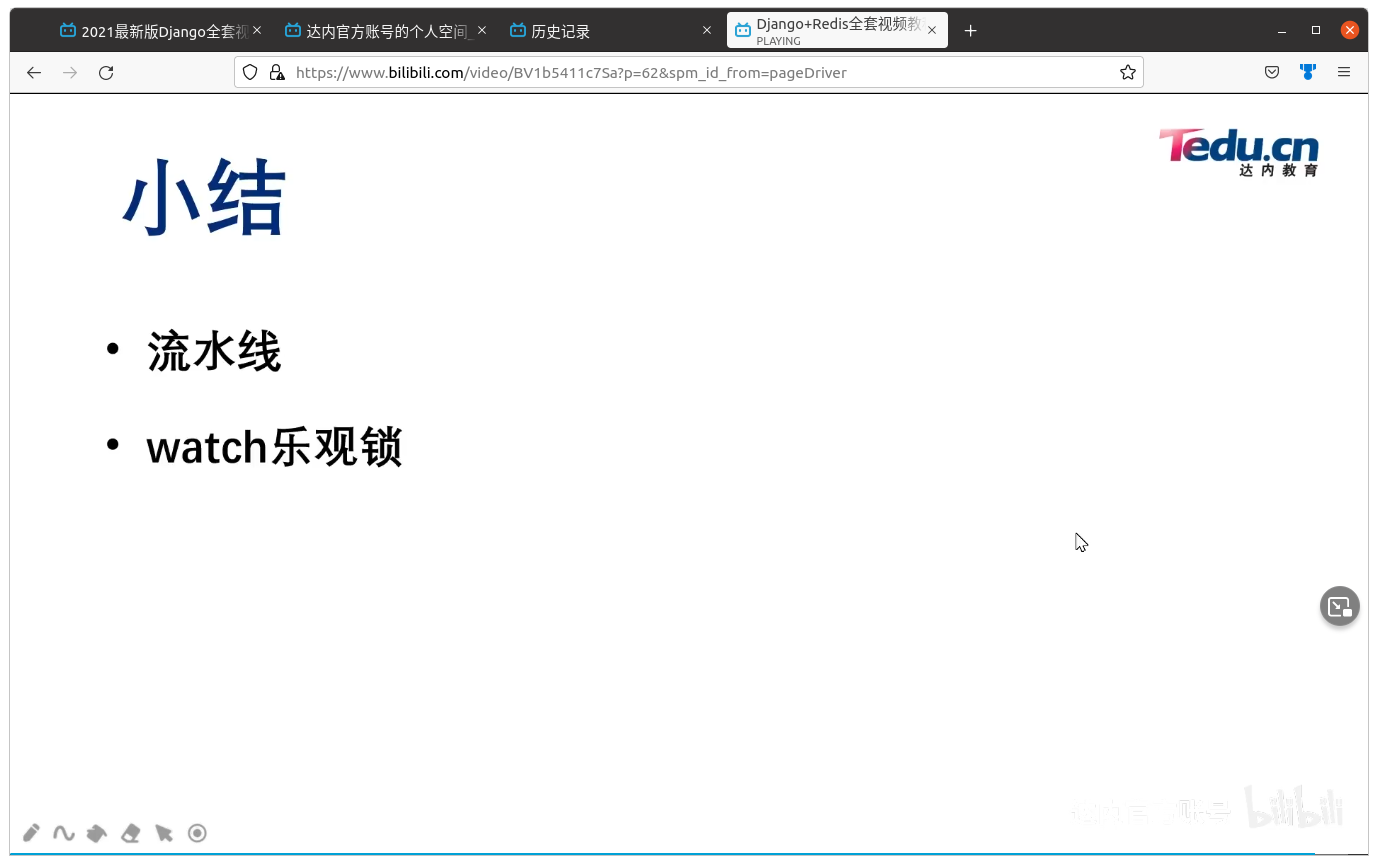 2021最新版Django全套视
达内官方账号的个人空间_
历史记录
Django+Redis全套视频教
PLAYING
https://www.bilibili.com/video/BV1b5411c7Sa?p=62&spm_id_from=pageDriver
Tedu.cn
达内教育
小结
• 流水线
• watch乐观锁
达内官方账号 bilibili